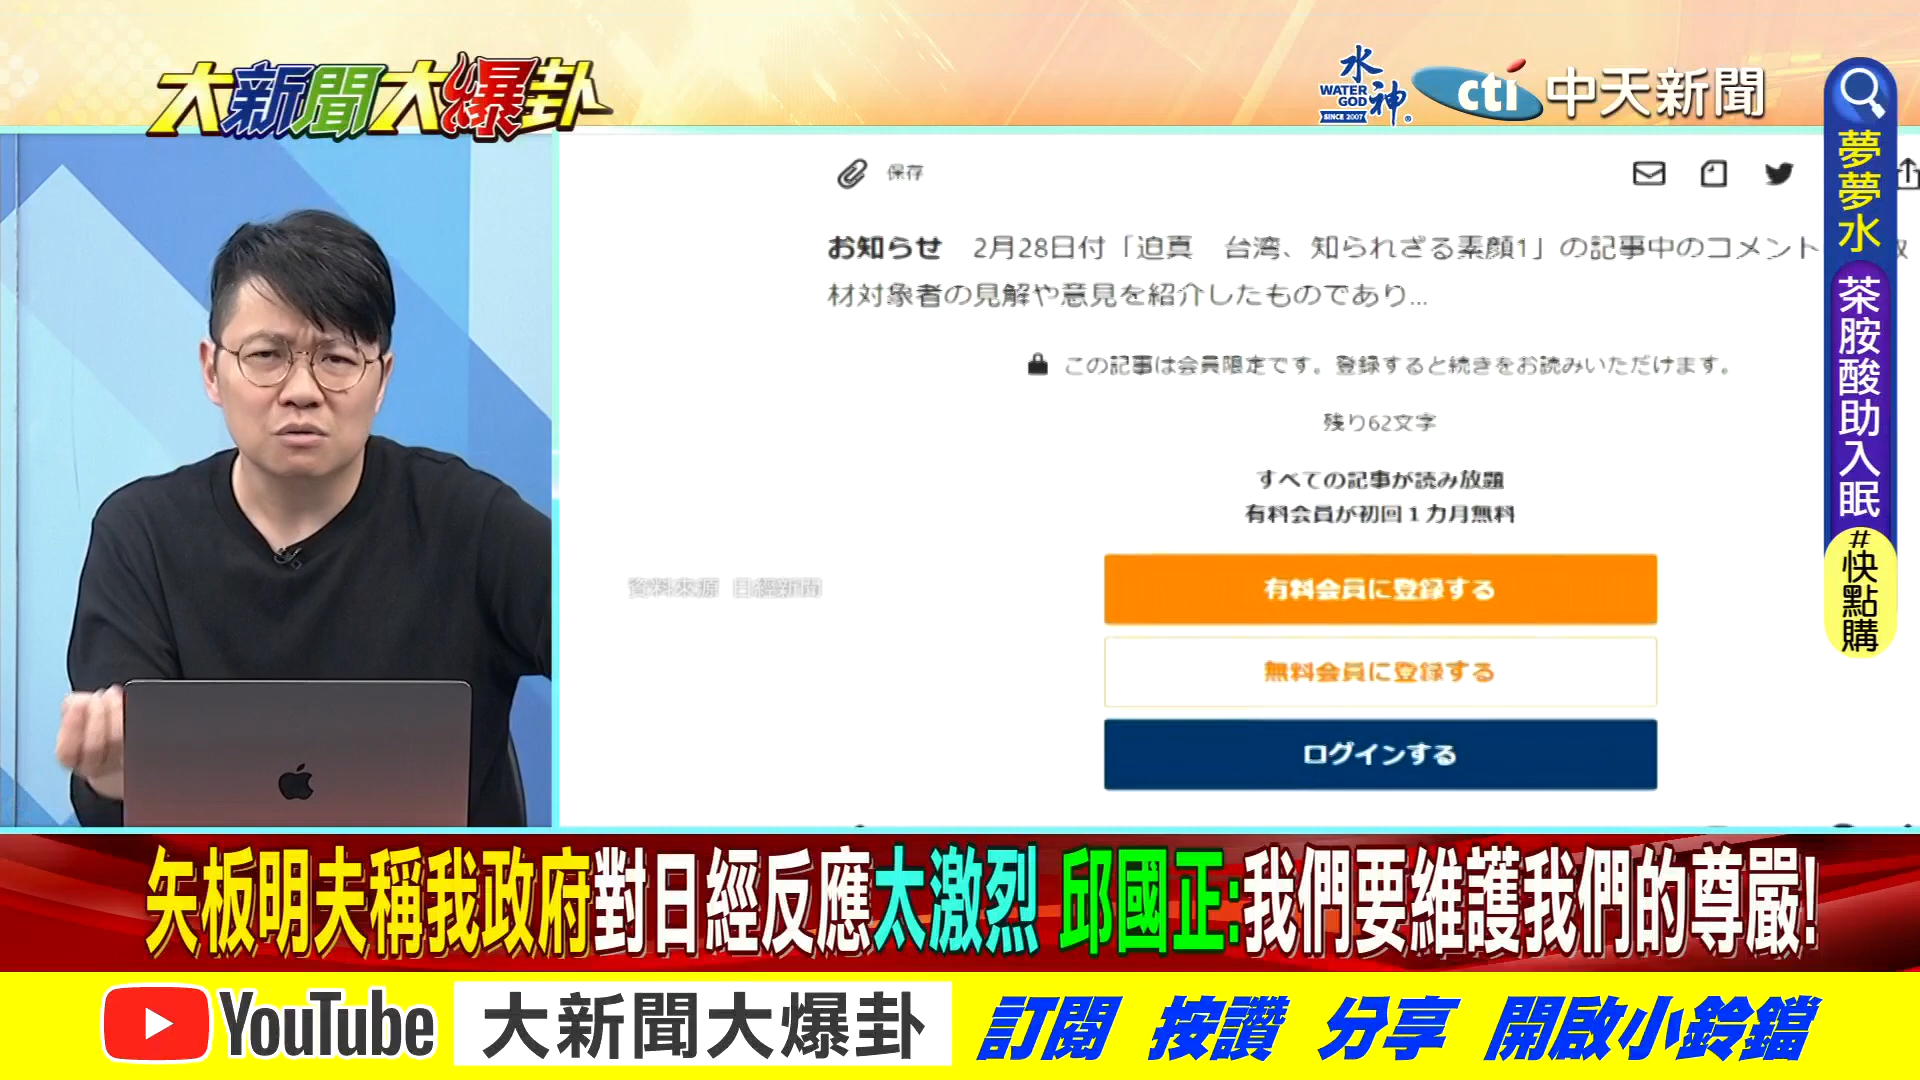 大新聞大爆卦
水神
WATER GOD
SINCE 2007
cti 中天新聞
夢夢水
茶胺酸助入眠
#快點購
保存
お知らせ 2月28日付「迫真 台湾、知られざる素顔1」の記事中のコメント
材対象者の見解や意見を紹介したものであり...
この記事は会員限定です。登録すると続きをお読みいただけます。
残り62文字
すべての記事が読み放題
有料会員が初回1カ月無料
資料來源 日經新聞
有料会員に登録する
無料会員に登録する
ログインする
矢板明夫稱我政府對日經反應太激烈 邱國正:我們要維護我們的尊嚴!
YouTube 大新聞大爆卦 訂閱 按讚 分享 開啟小鈴鐺